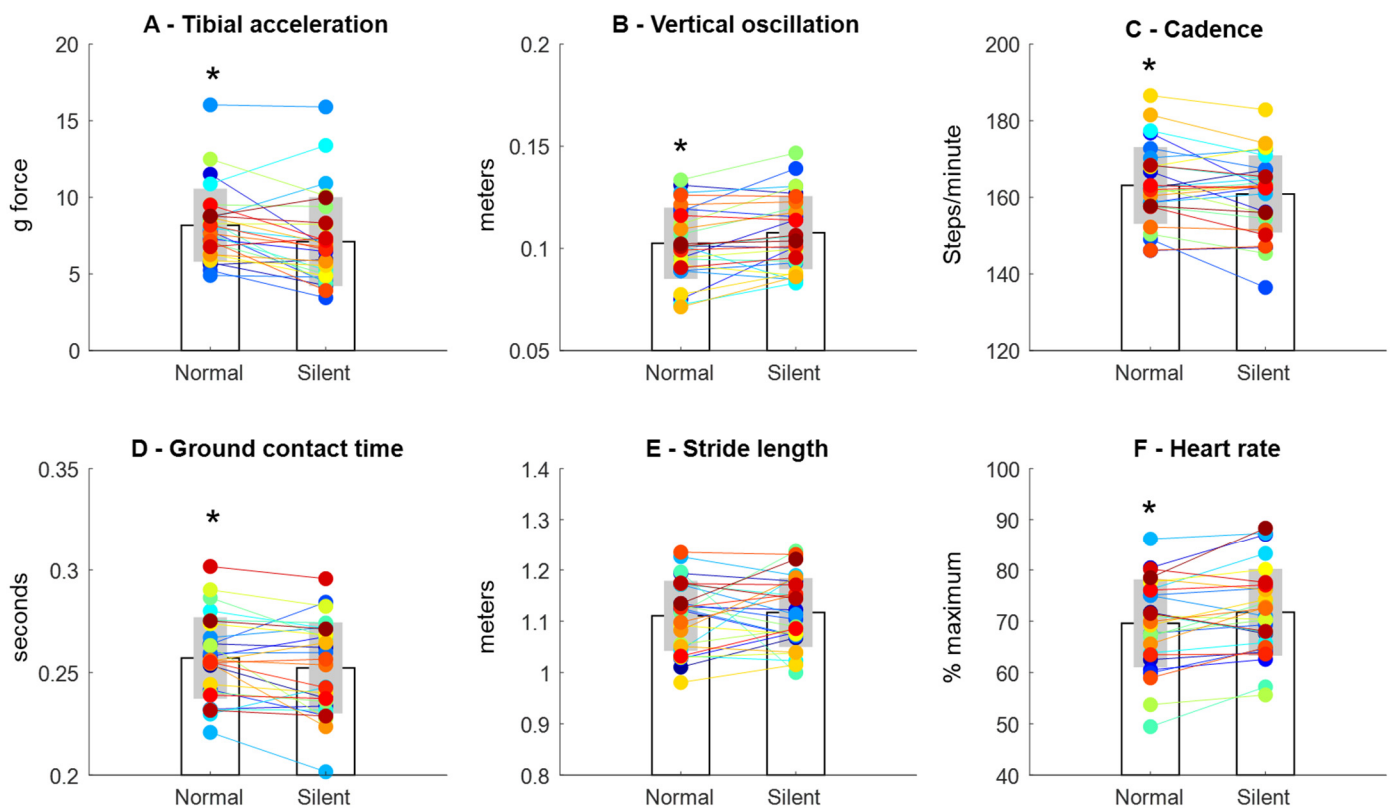 A - Tibial acceleration
20
15
10
5
0
g force
*
Normal Silent
B - Vertical oscillation
0.2
0.15
0.1
0.05
meters
*
Normal Silent
C - Cadence
200
180
160
140
120
Steps/minute
*
Normal Silent
D - Ground contact time
0.35
0.3
0.25
0.2
seconds
*
Normal Silent
E - Stride length
1.4
1.3
1.2
1.1
1
0.9
0.8
meters
Normal Silent
F - Heart rate
100
90
80
70
60
50
40
% maximum
*
Normal Silent